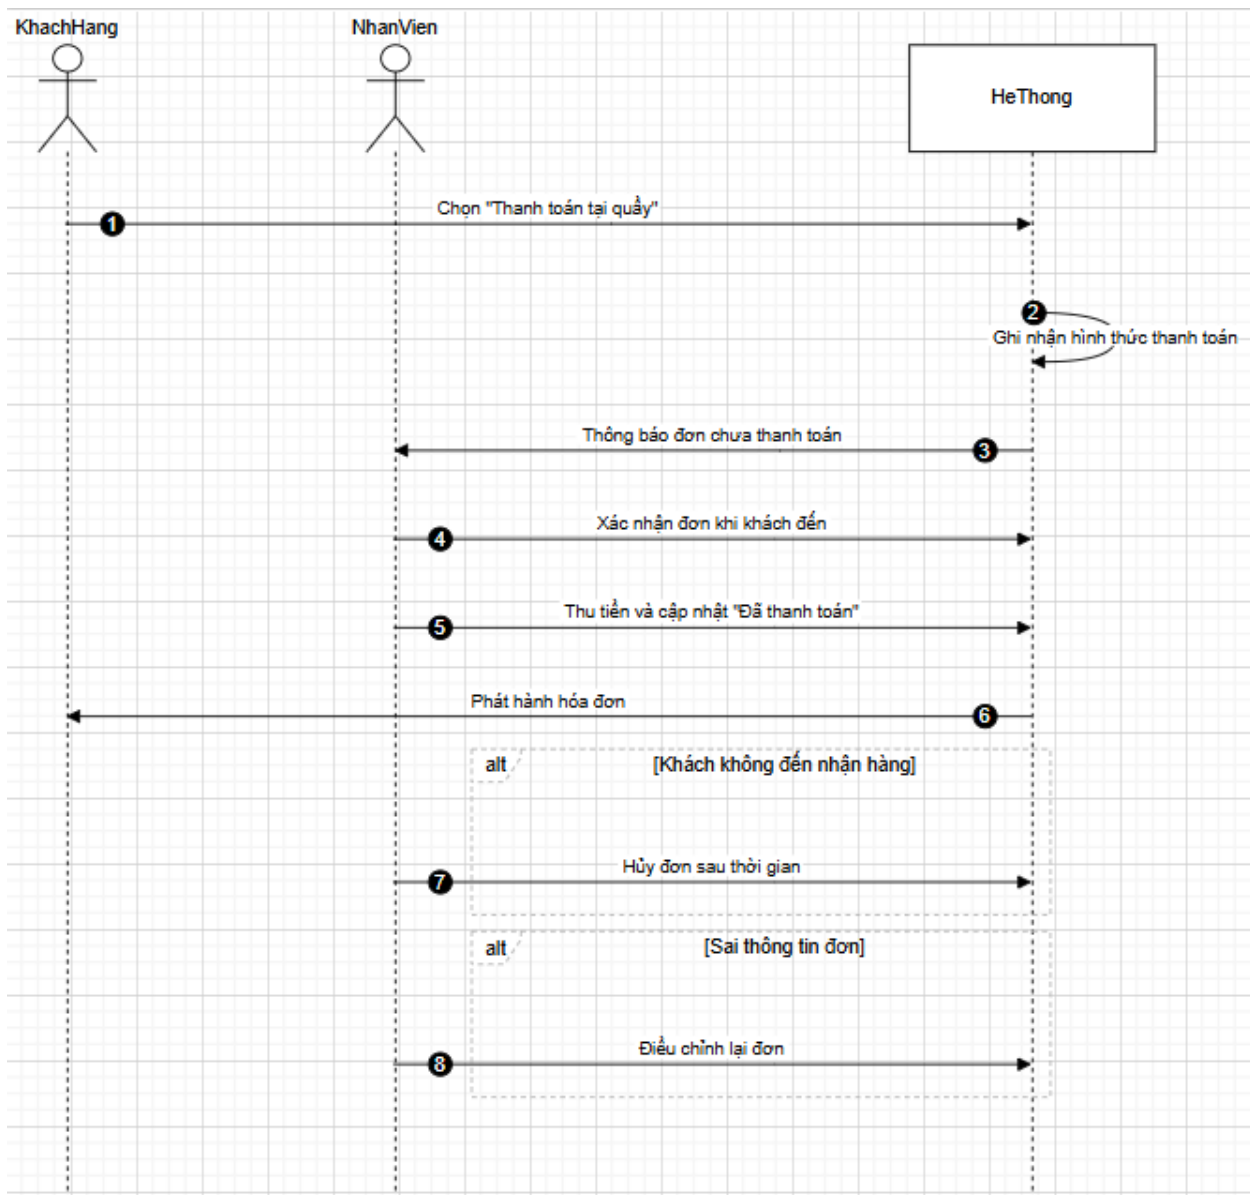 KhachHang
NhanVien
HeThong
Chọn "Thanh toán tại quầy"
1
2
Ghi nhận hình thức thanh toán
Thông báo đơn chưa thanh toán
3
Xác nhận đơn khi khách đến
4
Thu tiền và cập nhật "Đã thanh toán"
5
Phát hành hóa đơn
6
alt
[Khách không đến nhận hàng]
Hủy đơn sau thời gian
7
alt
[Sai thông tin đơn]
Điều chỉnh lại đơn
8